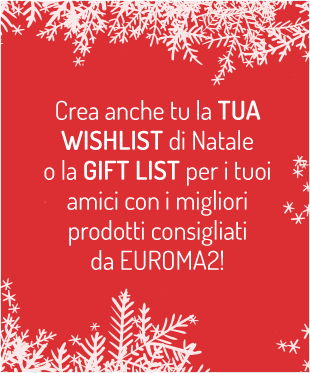 Crea anche tu la TUA
WISHLIST di Natale
o la GIFT LIST per i tuoi
amici con i migliori
prodotti consigliati
da EUROMA2!